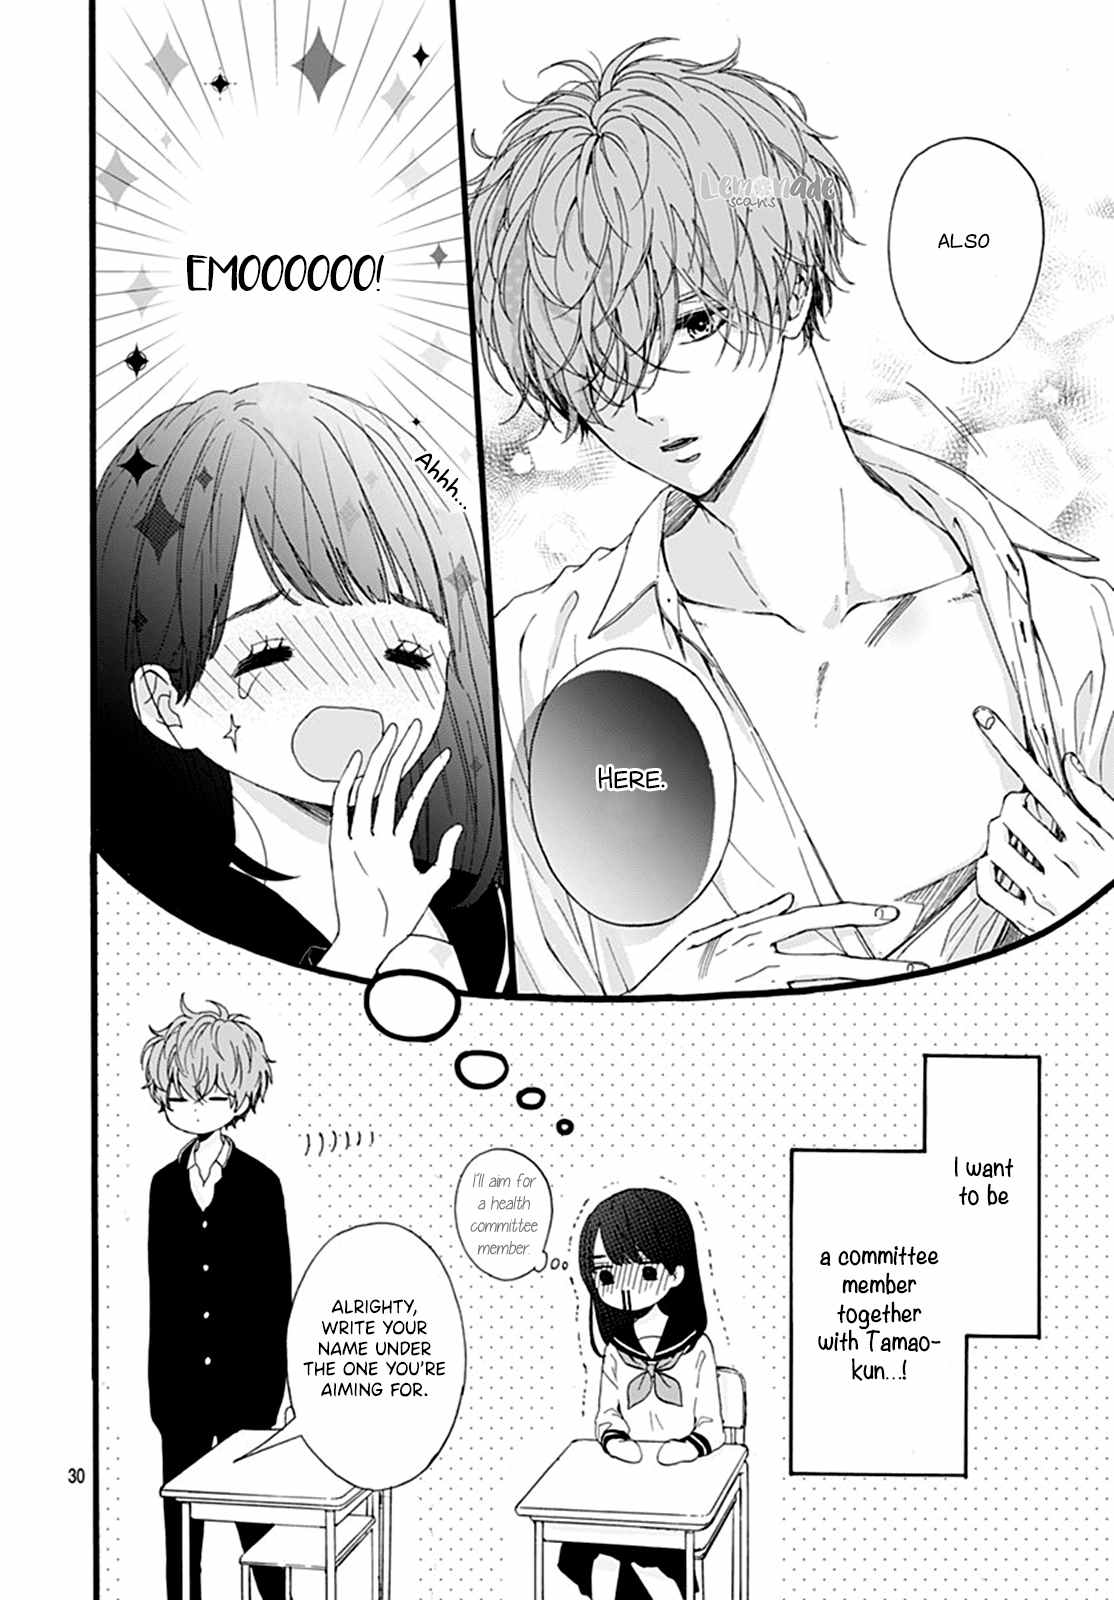 ALSO
Lemonade
scans
HERE.
EMOOOOOO!
Ahhh...
I want
to be
a committee
member
together
with Tamao-
kun...!
I'll aim for
a health
committee
member.
ALRIGHTY,
WRITE YOUR
NAME UNDER
THE ONE YOU'RE
AIMING FOR.
30